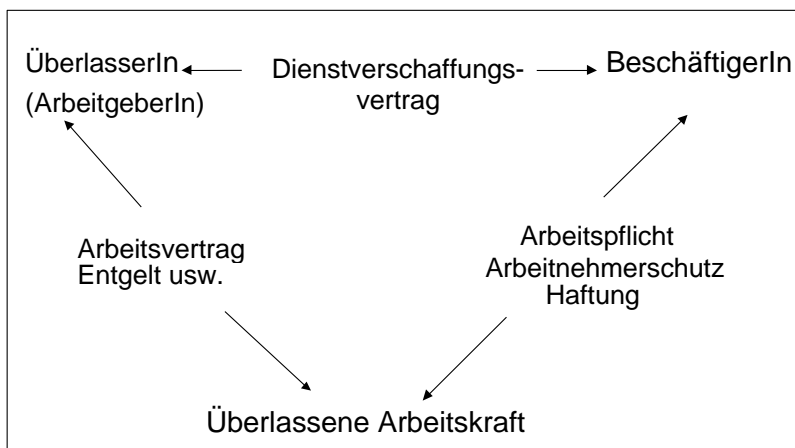 ÜberlasserIn
(ArbeitgeberIn)
Dienstverschaffungs-
vertrag
BeschäftigerIn
Arbeitsvertrag
Entgelt usw.
Arbeitspflicht
Arbeitnehmerschutz
Haftung
Überlassene Arbeitskraft